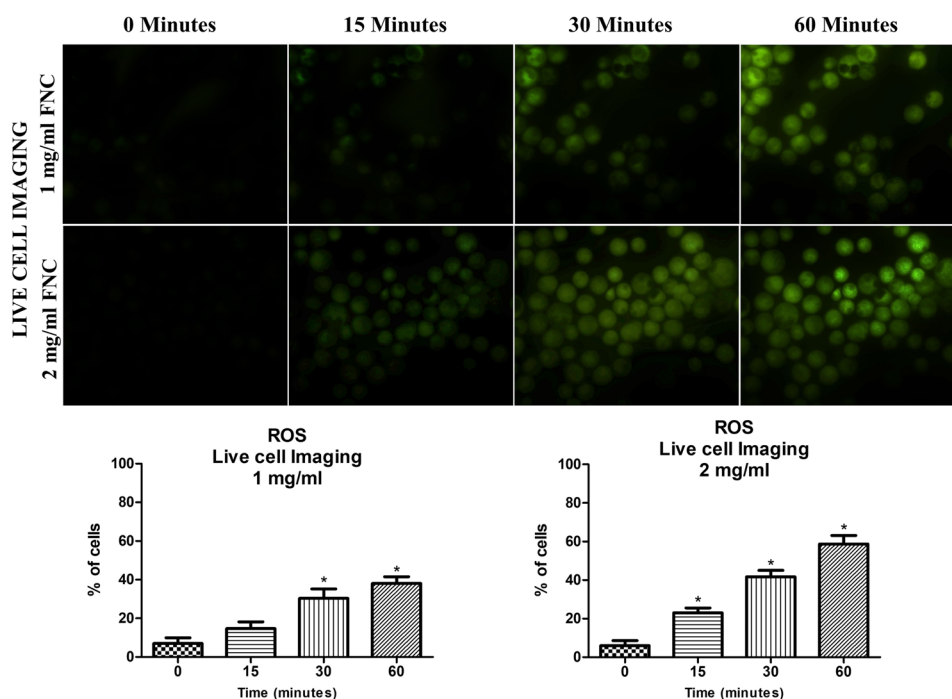 0 Minutes 15 Minutes 30 Minutes 60 Minutes
LIVE CELL IMAGING
1 mg/ml FNC
2 mg/ml FNC
ROS
Live cell Imaging
1 mg/ml
% of cells
100
80
60
40
20
0
* *
0 15 30 60
Time (minutes)
ROS
Live cell Imaging
2 mg/ml
% of cells
100
80
60
40
20
0
* * *
0 15 30 60
Time (minutes)